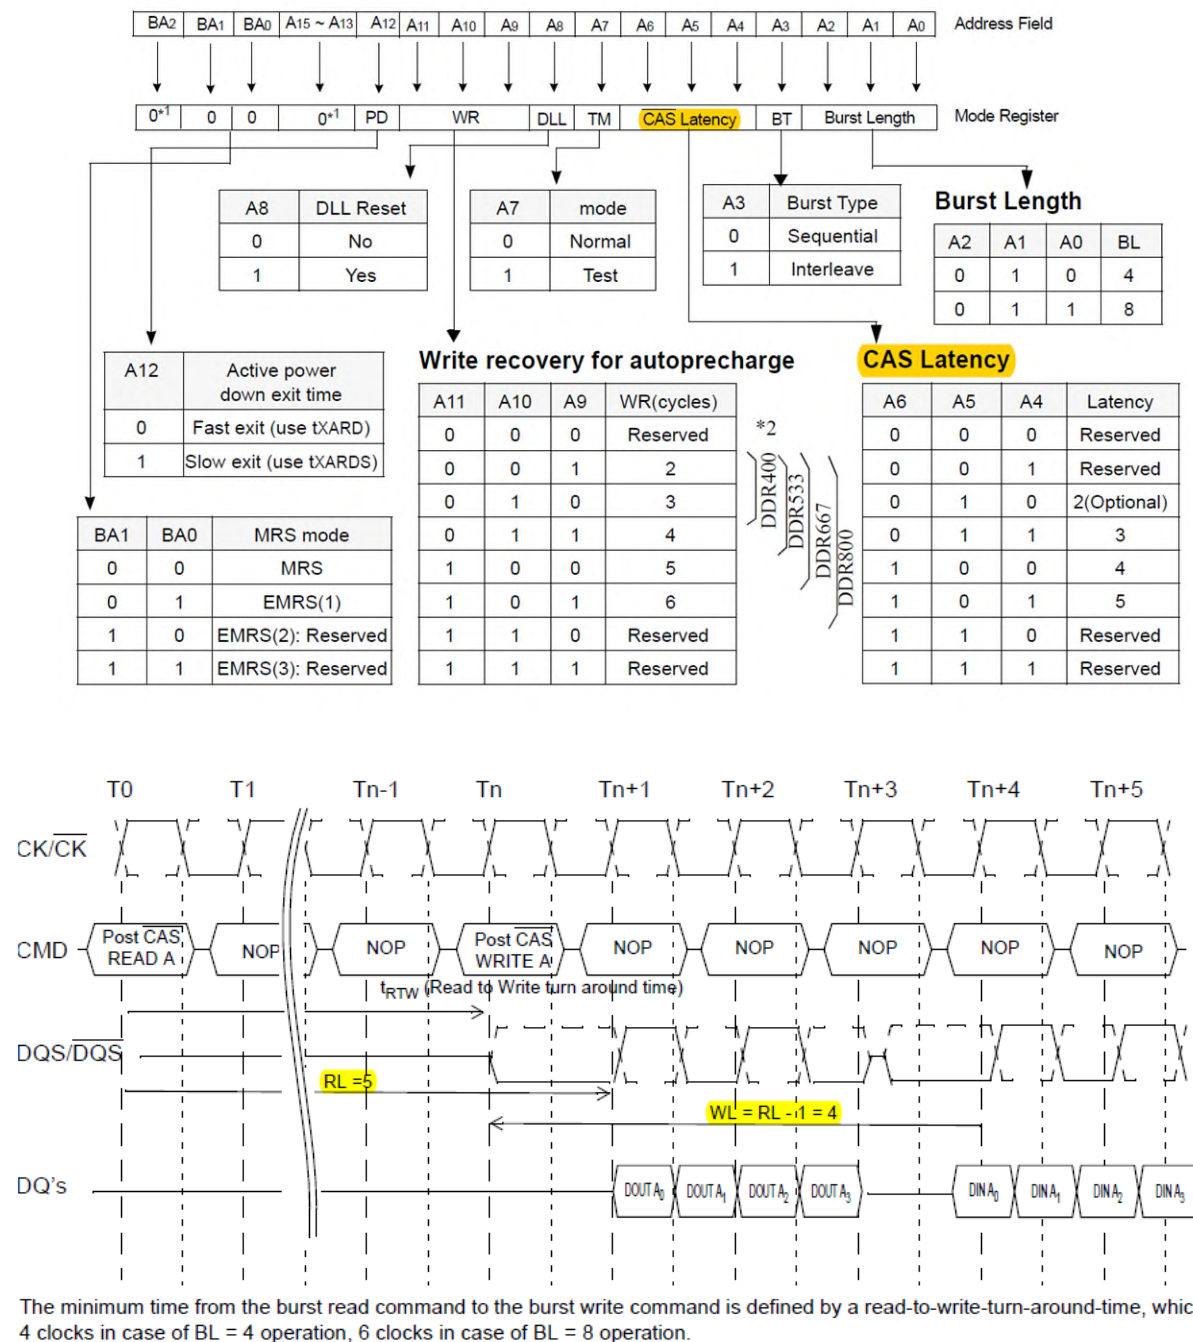 BA2 BA1 BA0 A15 ~ A13 A12 A11 A10 A9 A8 A7 A6 A5 A4 A3 A2 A1 A0 Address Field
0*1 0 0 0*1 PD WR DLL TM CAS Latency BT Burst Length Mode Register
A8 DLL Reset
0 No
1 Yes
A7 mode
0 Normal
1 Test
A3 Burst Type
0 Sequential
1 Interleave
Burst Length
A2 A1 A0 BL
0 1 0 4
0 1 1 8
A12 Active power
down exit time
0 Fast exit (use tXARD)
1 Slow exit (use tXARDS)
Write recovery for autoprecharge
A11 A10 A9 WR(cycles)
0 0 0 Reserved
0 0 1 2
0 1 0 3
0 1 1 4
1 0 0 5
1 0 1 6
1 1 0 Reserved
1 1 1 Reserved
*2
DDR400
DDR533
DDR667
DDR800
CAS Latency
A6 A5 A4 Latency
0 0 0 Reserved
0 0 1 Reserved
0 1 0 2(Optional)
0 1 1 3
1 0 0 4
1 0 1 5
1 1 0 Reserved
1 1 1 Reserved
BA1 BA0 MRS mode
0 0 MRS
0 1 EMRS(1)
1 0 EMRS(2): Reserved
1 1 EMRS(3): Reserved
T0 T1 Tn-1 Tn Tn+1 Tn+2 Tn+3 Tn+4 Tn+5
CK/CK
CMD Post CAS READ A NOP NOP Post CAS WRITE A NOP NOP NOP NOP NOP
tRTW (Read to Write turn around time)
DQS/DQS
RL =5
WL = RL - 1 = 4
DQ's DOUT A0 DOUT A1 DOUT A2 DOUT A3 DIN A0 DIN A1 DIN A2 DIN A3
The minimum time from the burst read command to the burst write command is defined by a read-to-write-turn-around-time, whic
4 clocks in case of BL = 4 operation, 6 clocks in case of BL = 8 operation.